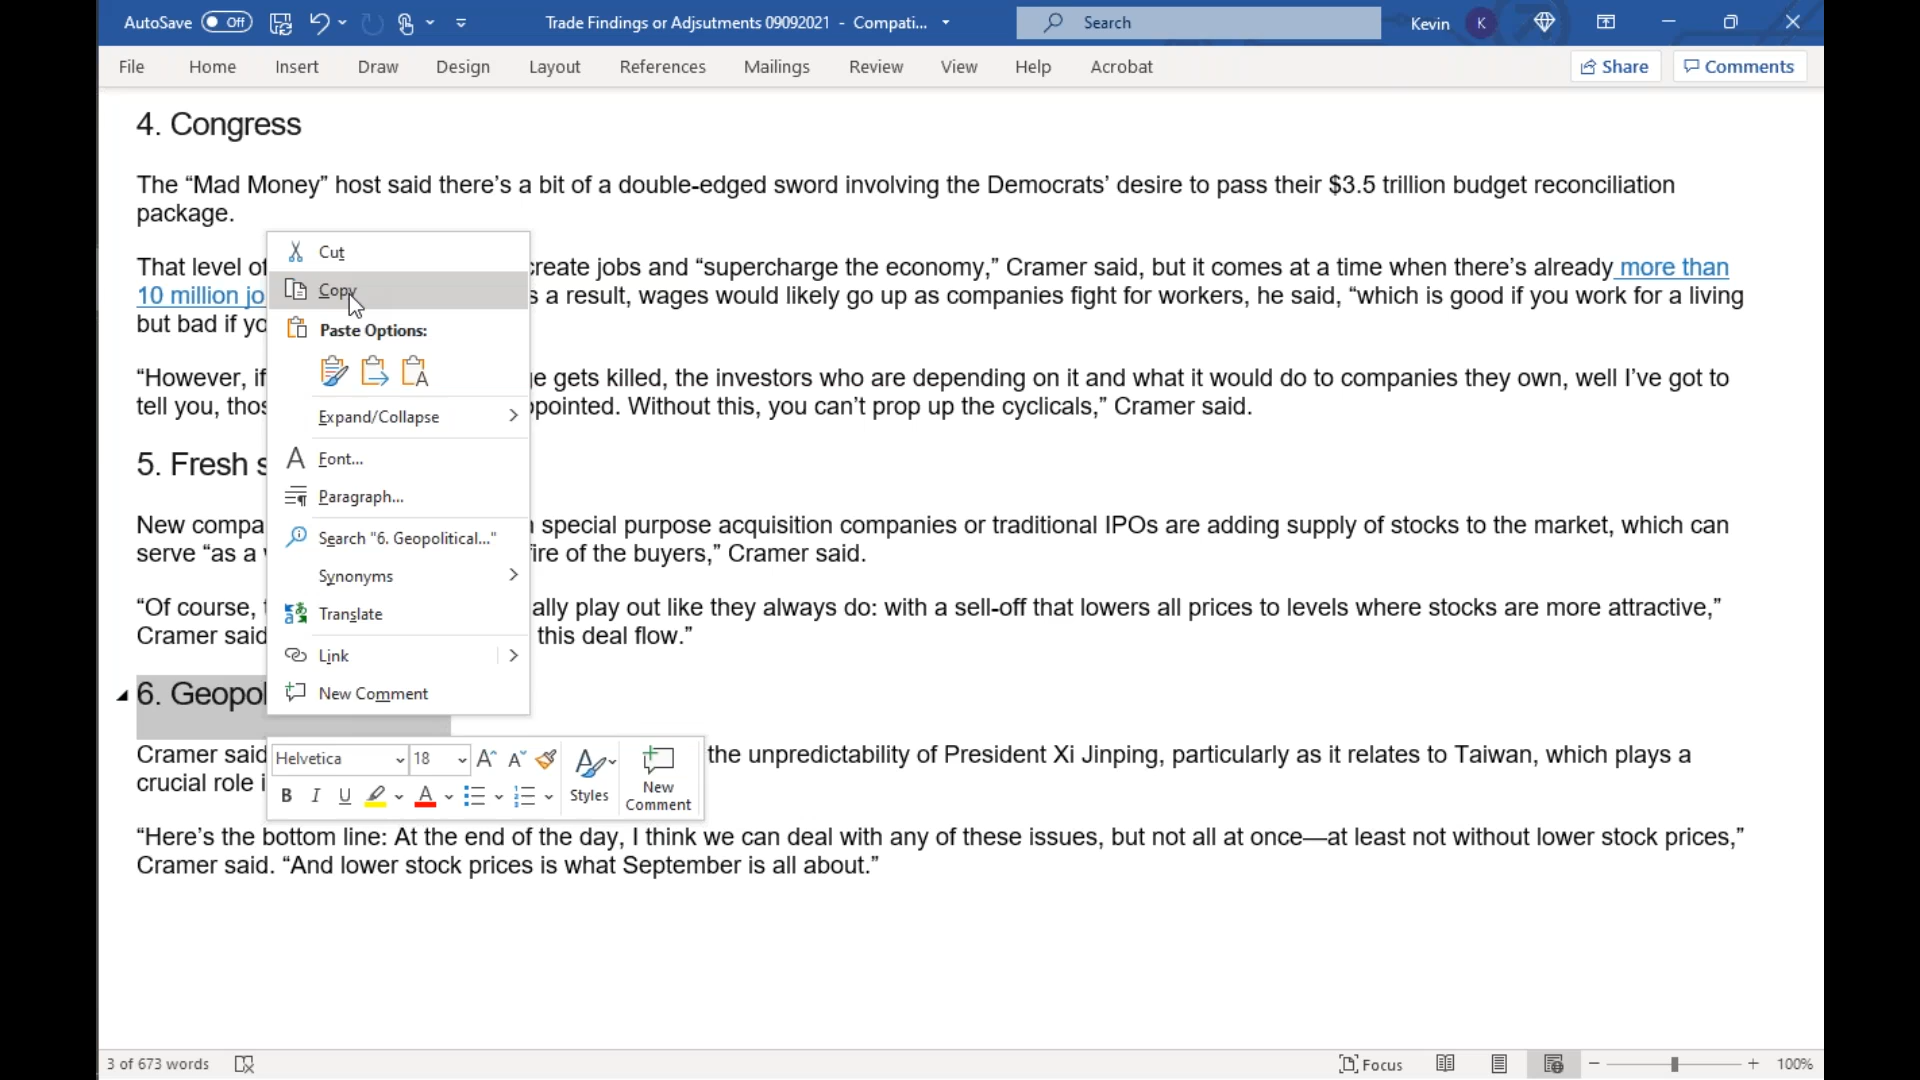 AutoSave Off Trade Findings or Adjsutments 09092021 - Compati... Search Kevin K
File Home Insert Draw Design Layout References Mailings Review View Help Acrobat Share Comments
4. Congress
The “Mad Money” host said there’s a bit of a double-edged sword involving the Democrats’ desire to pass their $3.5 trillion budget reconciliation
package.
That level of create jobs and “supercharge the economy,” Cramer said, but it comes at a time when there’s already more than
10 million jo s a result, wages would likely go up as companies fight for workers, he said, “which is good if you work for a living
but bad if yo
“However, if ge gets killed, the investors who are depending on it and what it would do to companies they own, well I’ve got to
tell you, thos ppointed. Without this, you can’t prop up the cyclicals,” Cramer said.
5. Fresh s
New compa special purpose acquisition companies or traditional IPOs are adding supply of stocks to the market, which can
serve “as a fire of the buyers,” Cramer said.
“Of course, ally play out like they always do: with a sell-off that lowers all prices to levels where stocks are more attractive,”
Cramer said this deal flow.”
6. Geopol
Cramer said the unpredictability of President Xi Jinping, particularly as it relates to Taiwan, which plays a
crucial role i
“Here’s the bottom line: At the end of the day, I think we can deal with any of these issues, but not all at once—at least not without lower stock prices,”
Cramer said. “And lower stock prices is what September is all about.”
Cut
Copy
Paste Options:
Expand/Collapse
Font...
Paragraph...
Search "6. Geopolitical..."
Synonyms
Translate
Link
New Comment
Helvetica 18
B I U Styles New
Comment
3 of 673 words Focus 100%